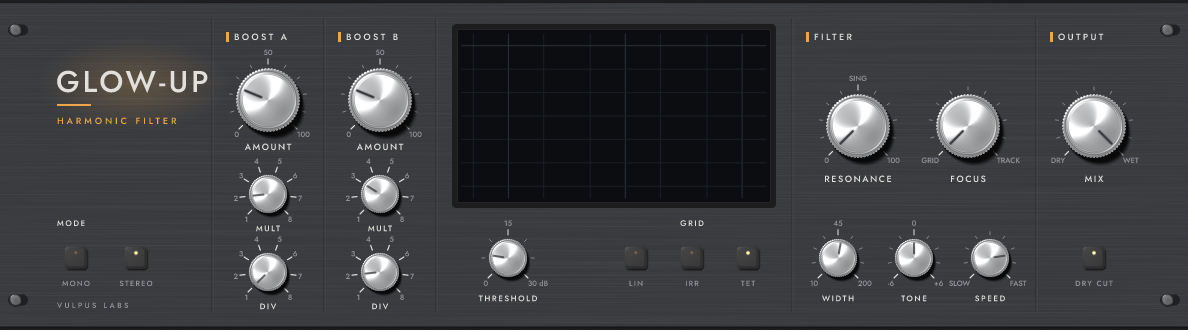 GLOW-UP
HARMONIC FILTER
MODE
MONO STEREO
VULPUS LABS
BOOST A
50
0 100
AMOUNT
4 5
3 6
2 7
1 8
MULT
4 5
3 6
2 7
1 8
DIV
BOOST B
50
0 100
AMOUNT
4 5
3 6
2 7
1 8
MULT
4 5
3 6
2 7
1 8
DIV
15
0 30 dB
THRESHOLD
GRID
LIN IRR TET
FILTER
SING
0 100
RESONANCE
GRID TRACK
FOCUS
45
10 200
WIDTH
0
-6 +6
TONE
SLOW FAST
SPEED
OUTPUT
DRY WET
MIX
DRY CUT